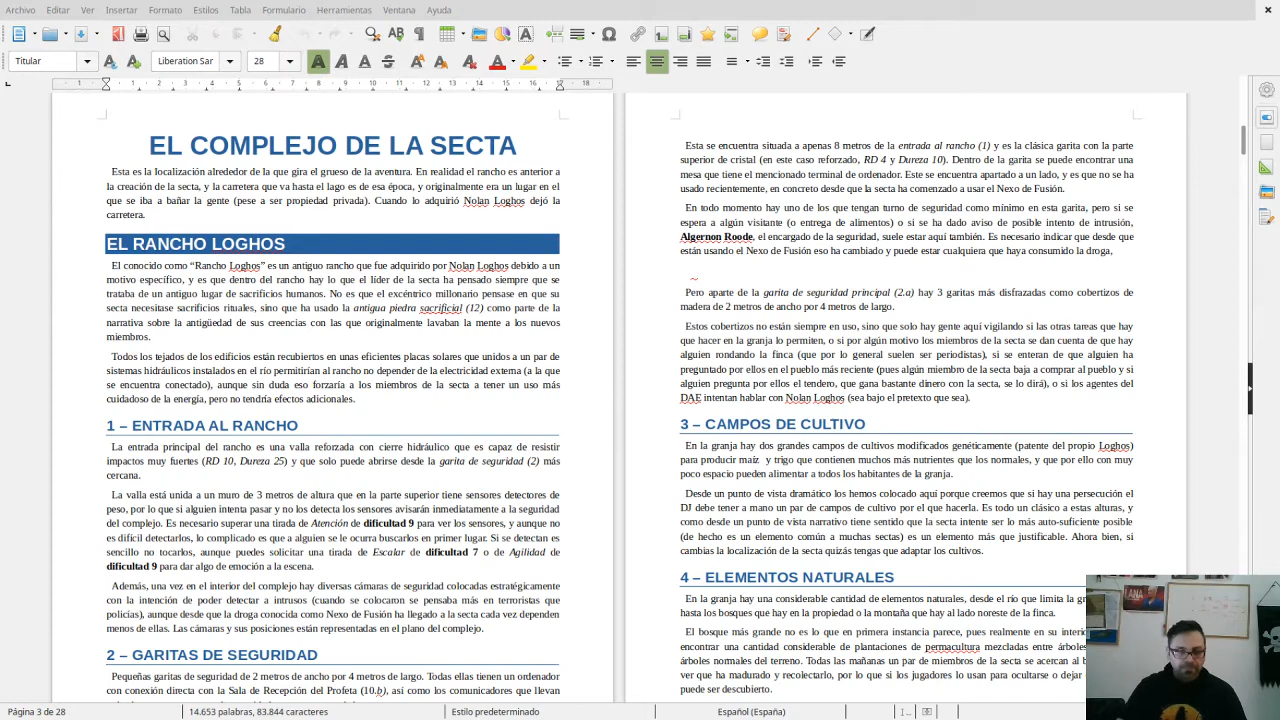 Archivo Editar Ver Insertar Formato Estilos Tabla Formulario Herramientas Ventana Ayuda
Titular Liberation Sar 28
1 1 2 3 4 5 6 7 8 9 10 11 12 13 14 15 16 17 18
EL COMPLEJO DE LA SECTA
Esta es la localización alrededor de la que gira el grueso de la aventura. En realidad el rancho es anterior a
la creación de la secta, y la carretera que va hasta el lago es de esa época, y originalmente era un lugar en el
que se iba a bañar la gente (pese a ser propiedad privada). Cuando lo adquirió Nolan Loghos dejó la
carretera.
EL RANCHO LOGHOS
El conocido como “Rancho Loghos” es un antiguo rancho que fue adquirido por Nolan Loghos debido a un
motivo específico, y es que dentro del rancho hay lo que el líder de la secta ha pensado siempre que se
trataba de un antiguo lugar de sacrificios humanos. No es que el excéntrico millonario pensase en que su
secta necesitase sacrificios rituales, sino que ha usado la antigua piedra sacrificial (12) como parte de la
narrativa sobre la antigüedad de sus creencias con las que originalmente lavaban la mente a los nuevos
miembros.
Todos los tejados de los edificios están recubiertos en unas eficientes placas solares que unidos a un par de
sistemas hidráulicos instalados en el río permitirían al rancho no depender de la electricidad externa (a la que
se encuentra conectado), aunque sin duda eso forzaría a los miembros de la secta a tener un uso más
cuidadoso de la energía, pero no tendría efectos adicionales.
1 – ENTRADA AL RANCHO
La entrada principal del rancho es una valla reforzada con cierre hidráulico que es capaz de resistir
impactos muy fuertes (RD 10, Dureza 25) y que solo puede abrirse desde la garita de seguridad (2) más
cercana.
La valla está unida a un muro de 3 metros de altura que en la parte superior tiene sensores detectores de
peso, por lo que si alguien intenta pasar y no los detecta los sensores avisarán inmediatamente a la seguridad
del complejo. Es necesario superar una tirada de Atención de dificultad 9 para ver los sensores, y aunque no
es difícil detectarlos, lo complicado es que a alguien se le ocurra buscarlos en primer lugar. Si se detectan es
sencillo no tocarlos, aunque puedes solicitar una tirada de Escalar de dificultad 7 o de Agilidad de
dificultad 9 para dar algo de emoción a la escena.
Además, una vez en el interior del complejo hay diversas cámaras de seguridad colocadas estratégicamente
con la intención de poder detectar a intrusos (cuando se colocaron se pensaba más en terroristas que
policías), aunque desde que la droga conocida como Nexo de Fusión ha llegado a la secta cada vez dependen
menos de ellas. Las cámaras y sus posiciones están representadas en el plano del complejo.
2 – GARITAS DE SEGURIDAD
Pequeñas garitas de seguridad de 2 metros de ancho por 4 metros de largo. Todas ellas tienen un ordenador
con conexión directa con la Sala de Recepción del Profeta (10.b), así como los comunicadores que llevan
Esta se encuentra situada a apenas 8 metros de la entrada al rancho (1) y es la clásica garita con la parte
superior de cristal (en este caso reforzado, RD 4 y Dureza 10). Dentro de la garita se puede encontrar una
mesa que tiene el mencionado terminal de ordenador. Este se encuentra apartado a un lado, y es que no se ha
usado recientemente, en concreto desde que la secta ha comenzado a usar el Nexo de Fusión.
En todo momento hay uno de los que tengan turno de seguridad como mínimo en esta garita, pero si se
espera a algún visitante (o entrega de alimentos) o si se ha dado aviso de posible intento de intrusión,
Algernon Roode, el encargado de la seguridad, suele estar aquí también. Es necesario indicar que desde que
están usando el Nexo de Fusión eso ha cambiado y puede estar cualquiera que haya consumido la droga,
Pero aparte de la garita de seguridad principal (2.a) hay 3 garitas más disfrazadas como cobertizos de
madera de 2 metros de ancho por 4 metros de largo.
Estos cobertizos no están siempre en uso, sino que solo hay gente aquí vigilando si las otras tareas que hay
que hacer en la granja lo permiten, o si por algún motivo los miembros de la secta se dan cuenta de que hay
alguien rondando la finca (que por lo general suelen ser periodistas), si se enteran de que alguien ha
preguntado por ellos en el pueblo más reciente (pues algún miembro de la secta baja a comprar al pueblo y si
alguien pregunta por ellos el tendero, que gana bastante dinero con la secta, se lo dirá), o si los agentes del
DAE intentan hablar con Nolan Loghos (sea bajo el pretexto que sea).
3 – CAMPOS DE CULTIVO
En la granja hay dos grandes campos de cultivos modificados genéticamente (patente del propio Loghos)
para producir maíz y trigo que contienen muchos más nutrientes que los normales, y que por ello con muy
poco espacio pueden alimentar a todos los habitantes de la granja.
Desde un punto de vista dramático los hemos colocado aquí porque creemos que si hay una persecución el
DJ debe tener a mano un par de campos de cultivo por el que hacerla. Es todo un clásico a estas alturas, y
como desde un punto de vista narrativo tiene sentido que la secta intente ser lo más auto-suficiente posible
(de hecho es un elemento común a muchas sectas) es un elemento más que justificable. Ahora bien, si
cambias la localización de la secta quizás tengas que adaptar los cultivos.
4 – ELEMENTOS NATURALES
En la granja hay una considerable cantidad de elementos naturales, desde el río que limita la
hasta los bosques que hay en la propiedad o la montaña que hay al lado noreste de la finca.
El bosque más grande no es lo que en primera instancia parece, pues realmente en su
encontrar una cantidad considerable de plantaciones de permacultura mezcladas entre
árboles normales del terreno. Todas las mañanas un par de miembros de la secta se acercan al
ver que ha madurado y recolectarlo, por lo que si los jugadores lo usan para ocultarse o dejar
puede ser descubierto.
Página 3 de 28 14.653 palabras, 83.844 caracteres Estilo predeterminado Español (España)